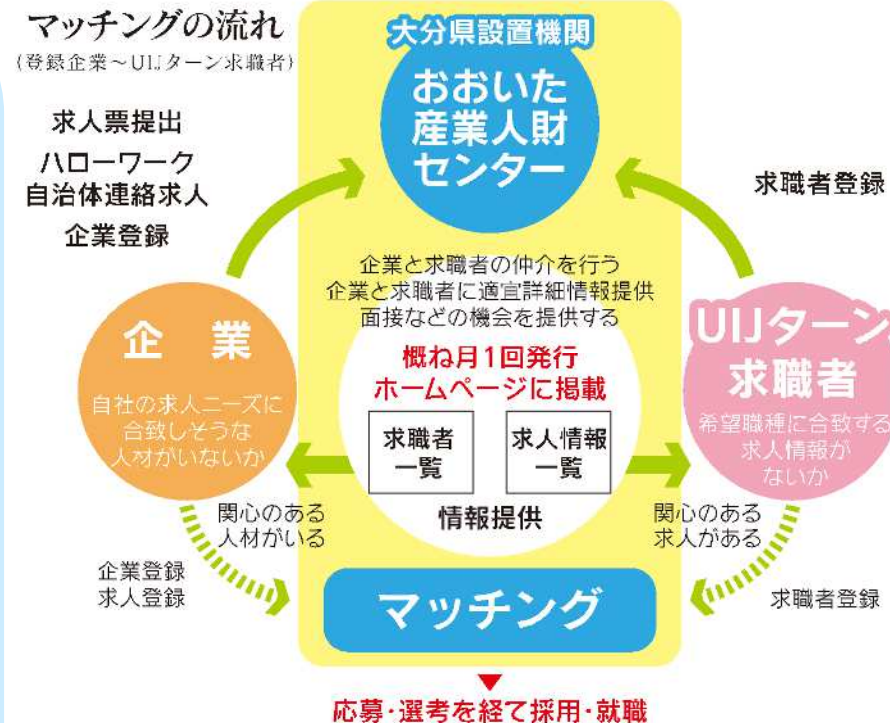 マッチングの流れ
(登録企業～UIJターン求職者)
大分県設置機関
おおいた
産業人財
センター
求人票提出
ハローワーク
自治体連絡求人
企業登録
求職者登録
企業と求職者の仲介を行う
企業と求職者に適宜詳細情報提供
面接などの機会を提供する
概ね月1回発行
ホームページに掲載
企業
自社の求人ニーズに
合致しそうな
人材がいないか
求職者
一覧
求人情報
一覧
情報提供
UIJターン
求職者
希望職種に合致する
求人情報が
ないか
関心のある
人材がいる
関心のある
求人がある
企業登録
求人登録
求職者登録
マッチング
応募・選考を経て採用・就職